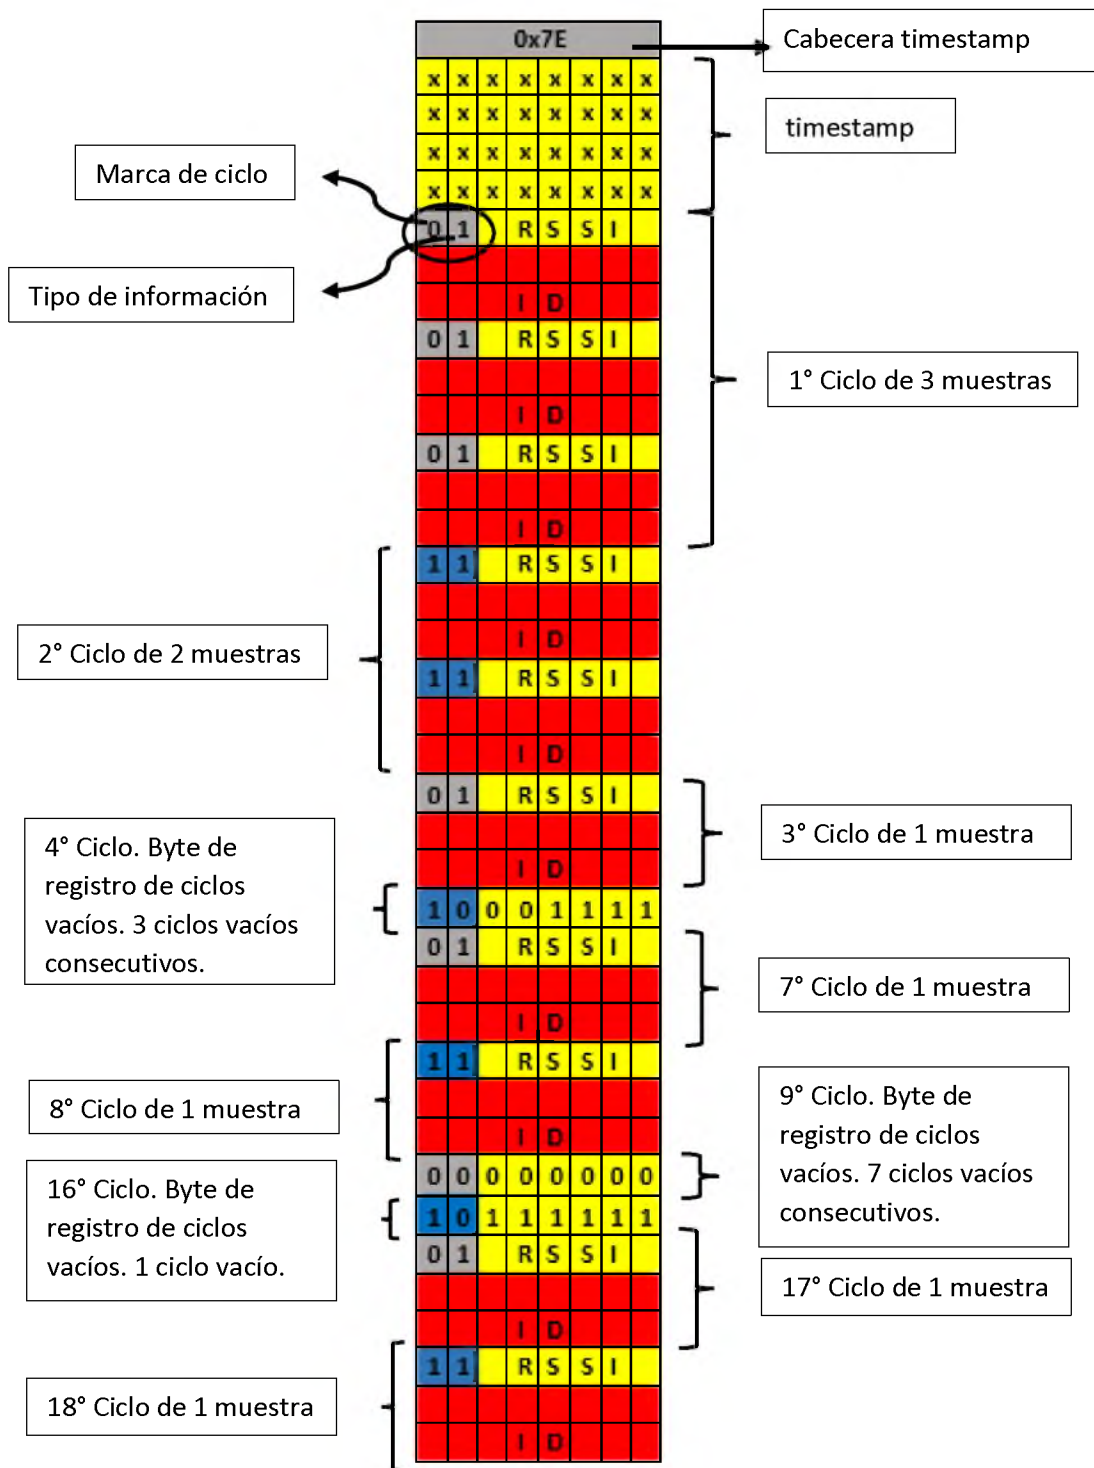 0x7E
Cabecera timestamp
x x x x x x x x
x x x x x x x x
timestamp
x x x x x x x x
Marca de ciclo
x x x x x x x x
0 1 R S S I
Tipo de información
I D
0 1 R S S I
1° Ciclo de 3 muestras
I D
0 1 R S S I
I D
1 1 R S S I
I D
2° Ciclo de 2 muestras
1 1 R S S I
I D
0 1 R S S I
3° Ciclo de 1 muestra
I D
4° Ciclo. Byte de
registro de ciclos
vacíos. 3 ciclos vacíos
consecutivos.
1 0 0 0 1 1 1 1
0 1 R S S I
7° Ciclo de 1 muestra
I D
1 1 R S S I
8° Ciclo de 1 muestra
I D
9° Ciclo. Byte de
registro de ciclos
vacíos. 7 ciclos vacíos
consecutivos.
0 0 0 0 0 0 0 0
16° Ciclo. Byte de
registro de ciclos
vacíos. 1 ciclo vacío.
1 0 1 1 1 1 1 1
0 1 R S S I
17° Ciclo de 1 muestra
I D
1 1 R S S I
18° Ciclo de 1 muestra
I D